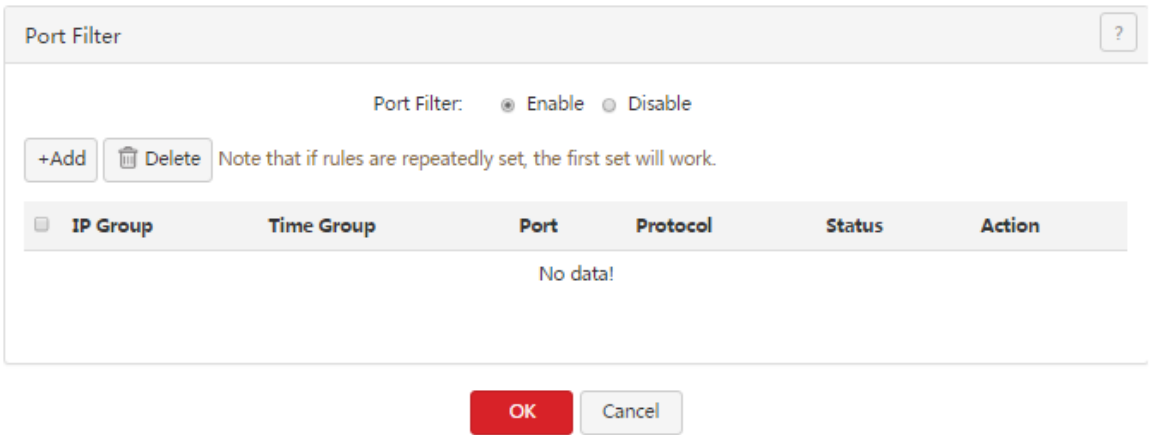 Port Filter
?
Port Filter: Enable Disable
+Add Delete Note that if rules are repeatedly set, the first set will work.
IP Group Time Group Port Protocol Status Action
No data!
OK Cancel